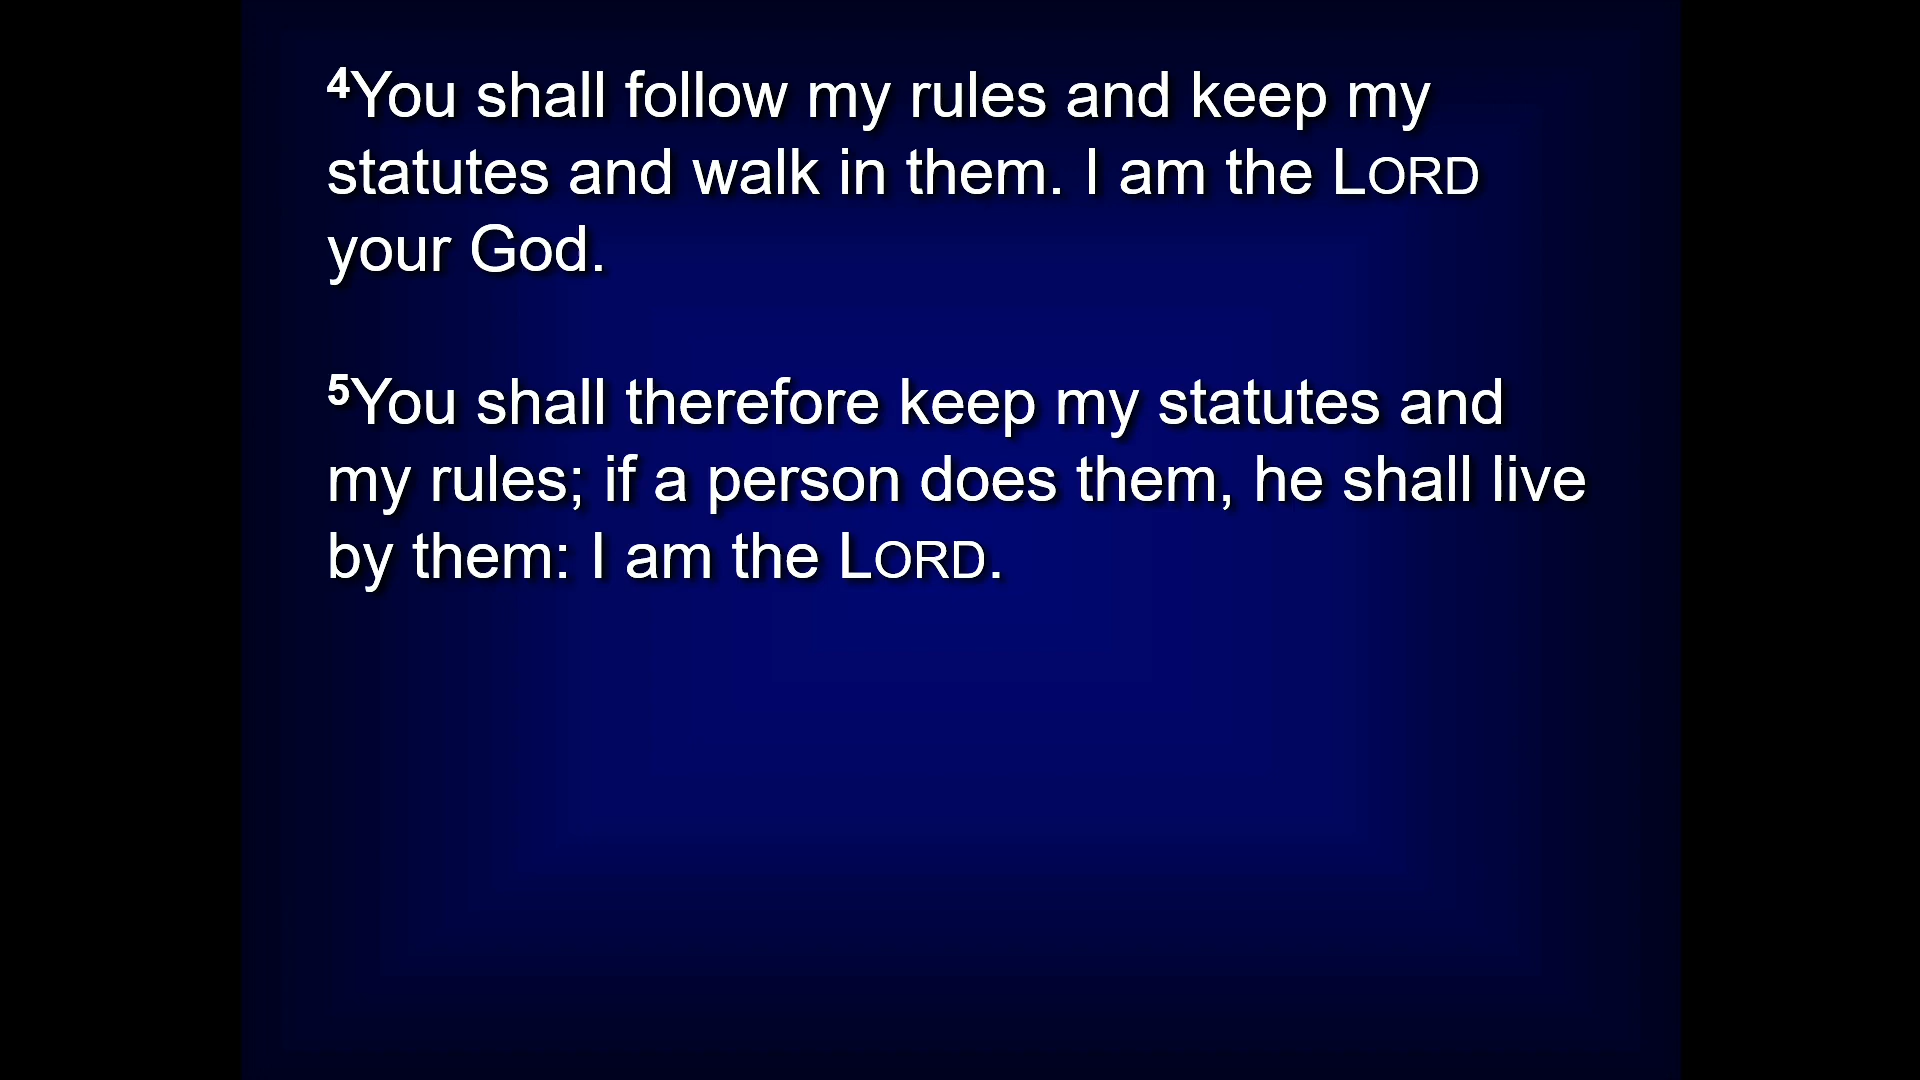 4You shall follow my rules and keep my
statutes and walk in them. I am the LORD
your God.
5You shall therefore keep my statutes and
my rules; if a person does them, he shall live
by them: I am the LORD.